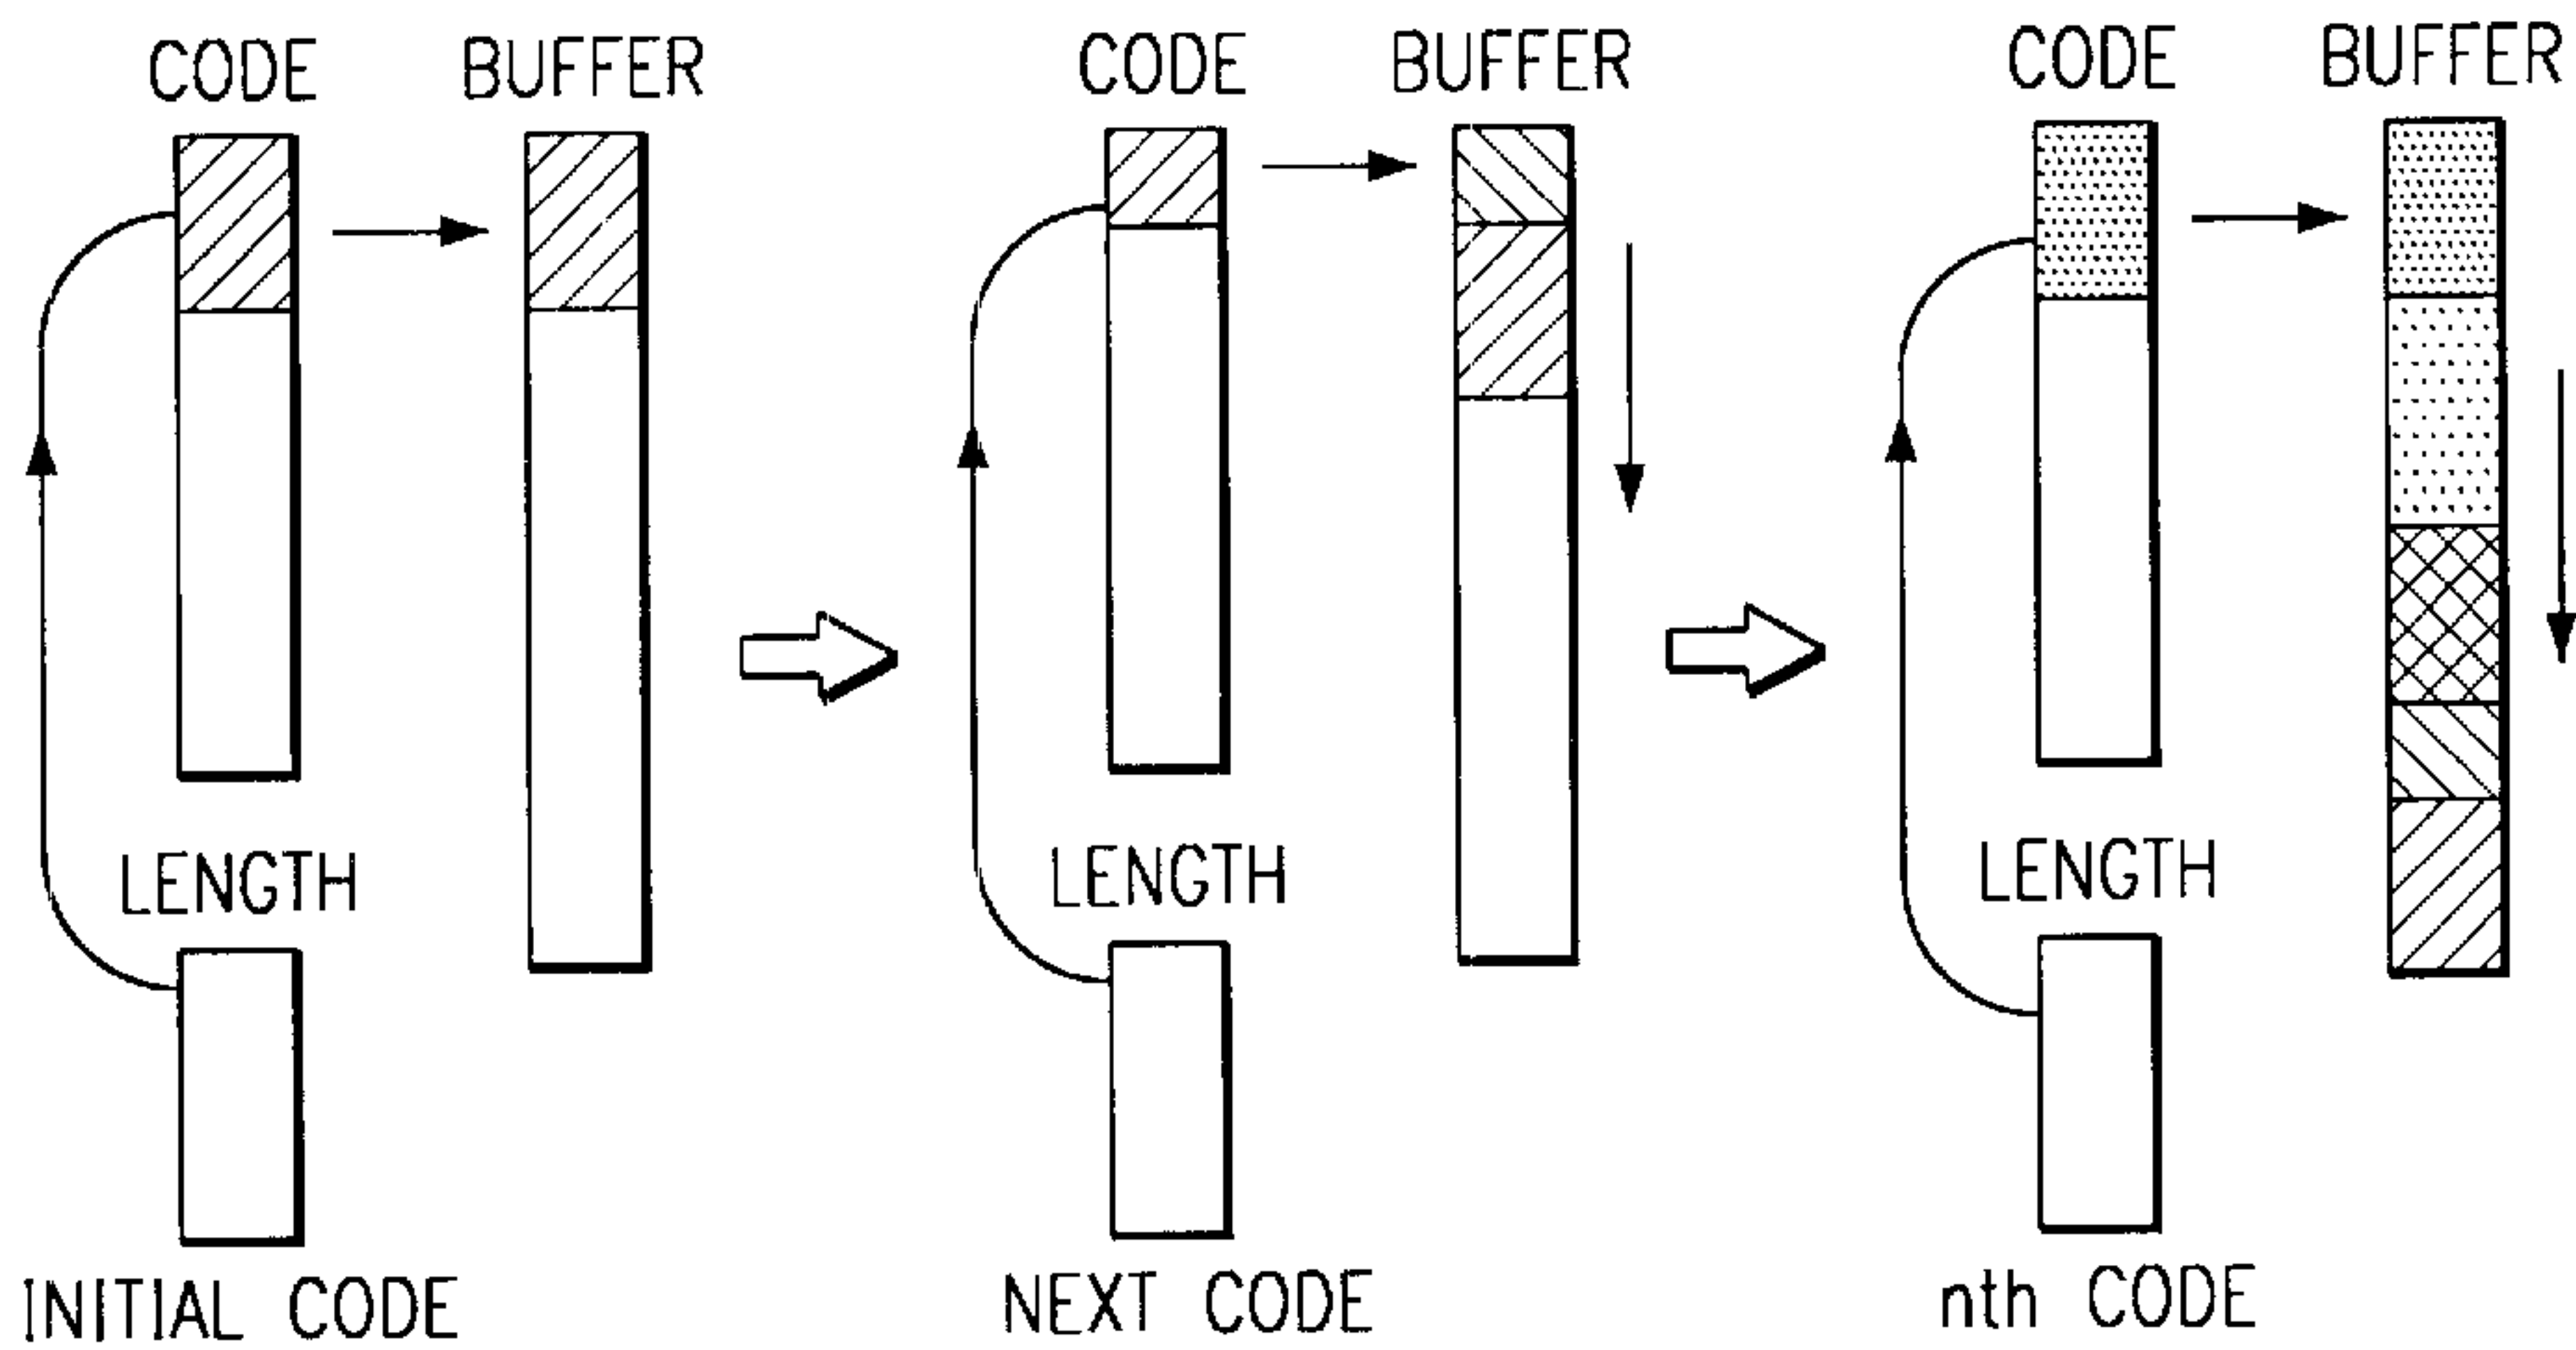 CODE BUFFER CODE BUFFER CODE BUFFER
LENGTH LENGTH LENGTH
INITIAL CODE NEXT CODE nth CODE